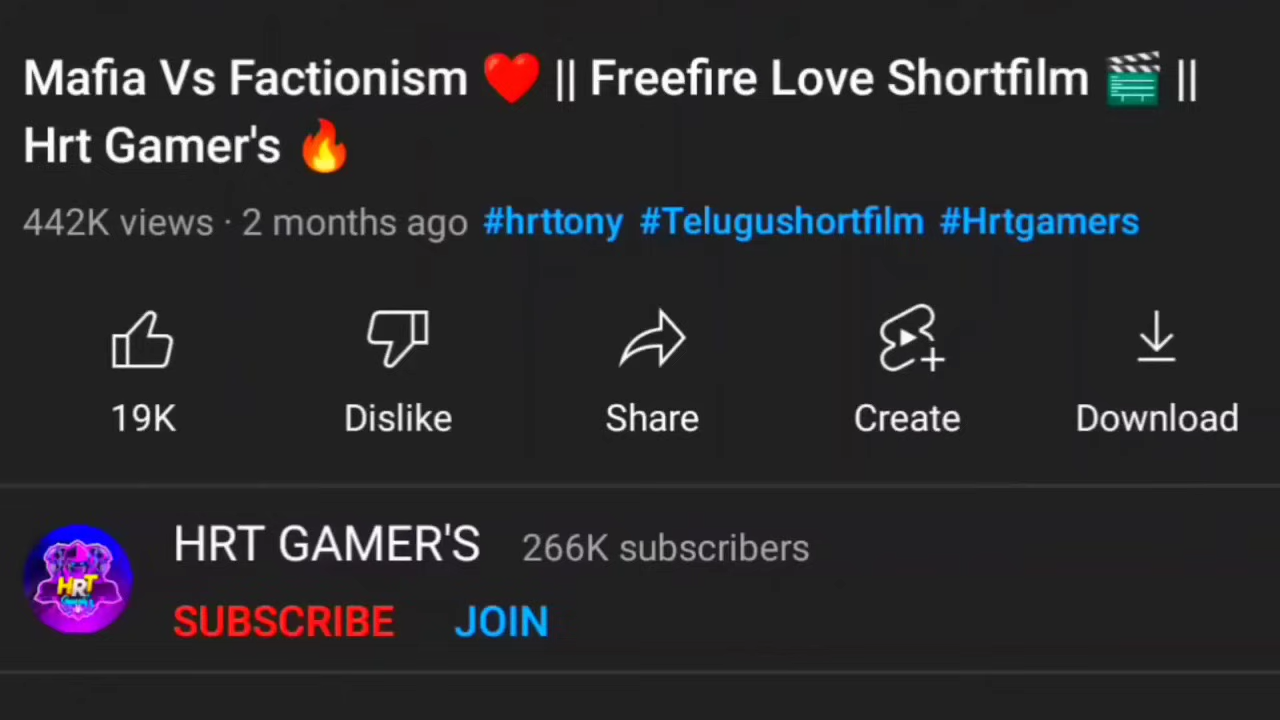 Mafia Vs Factionism ❤️ || Freefire Love Shortfilm 🎬 ||
Hrt Gamer's 🔥
442K views · 2 months ago #hrttony #Telugushortfilm #Hrtgamers
19K Dislike Share Create Download
HRT GAMER'S 266K subscribers
HRT
SUBSCRIBE JOIN